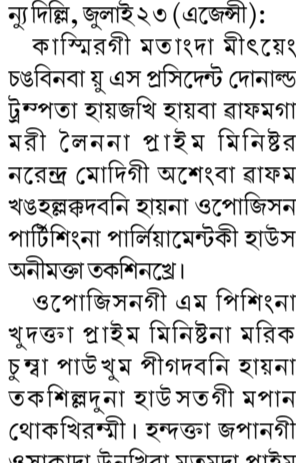 ন্যু দিল্লি, জুলাই ২৩ (এজেন্সী):
কাস্মিরগী মতাংদা মীৎয়েং
চঙবিনবা য়ু এস প্রসিদেন্ট দোনাল্ড
ট্রম্পতা হায়জখি হায়বা ৱাফমগা
মরী লৈননা প্রাইম মিনিষ্টর
নরেন্দ্র মোদিগী অশেংবা ৱাফম
খঙহল্লক্কদবনি হায়না ওপোজিসন
পার্টিশিংনা পার্লিয়ামেন্টকী হাউস
অনীমক্তা তকশিনখ্রে।
ওপোজিসনগী এম পিশিংনা
খুদক্তা প্রাইম মিনিষ্টনা মরিক
চুম্বা পাউখুম পীগদবনি হায়না
তকশিল্লদুনা হাউসতগী মপান
থোকখিরম্মী। হন্দক্তা জপানগী